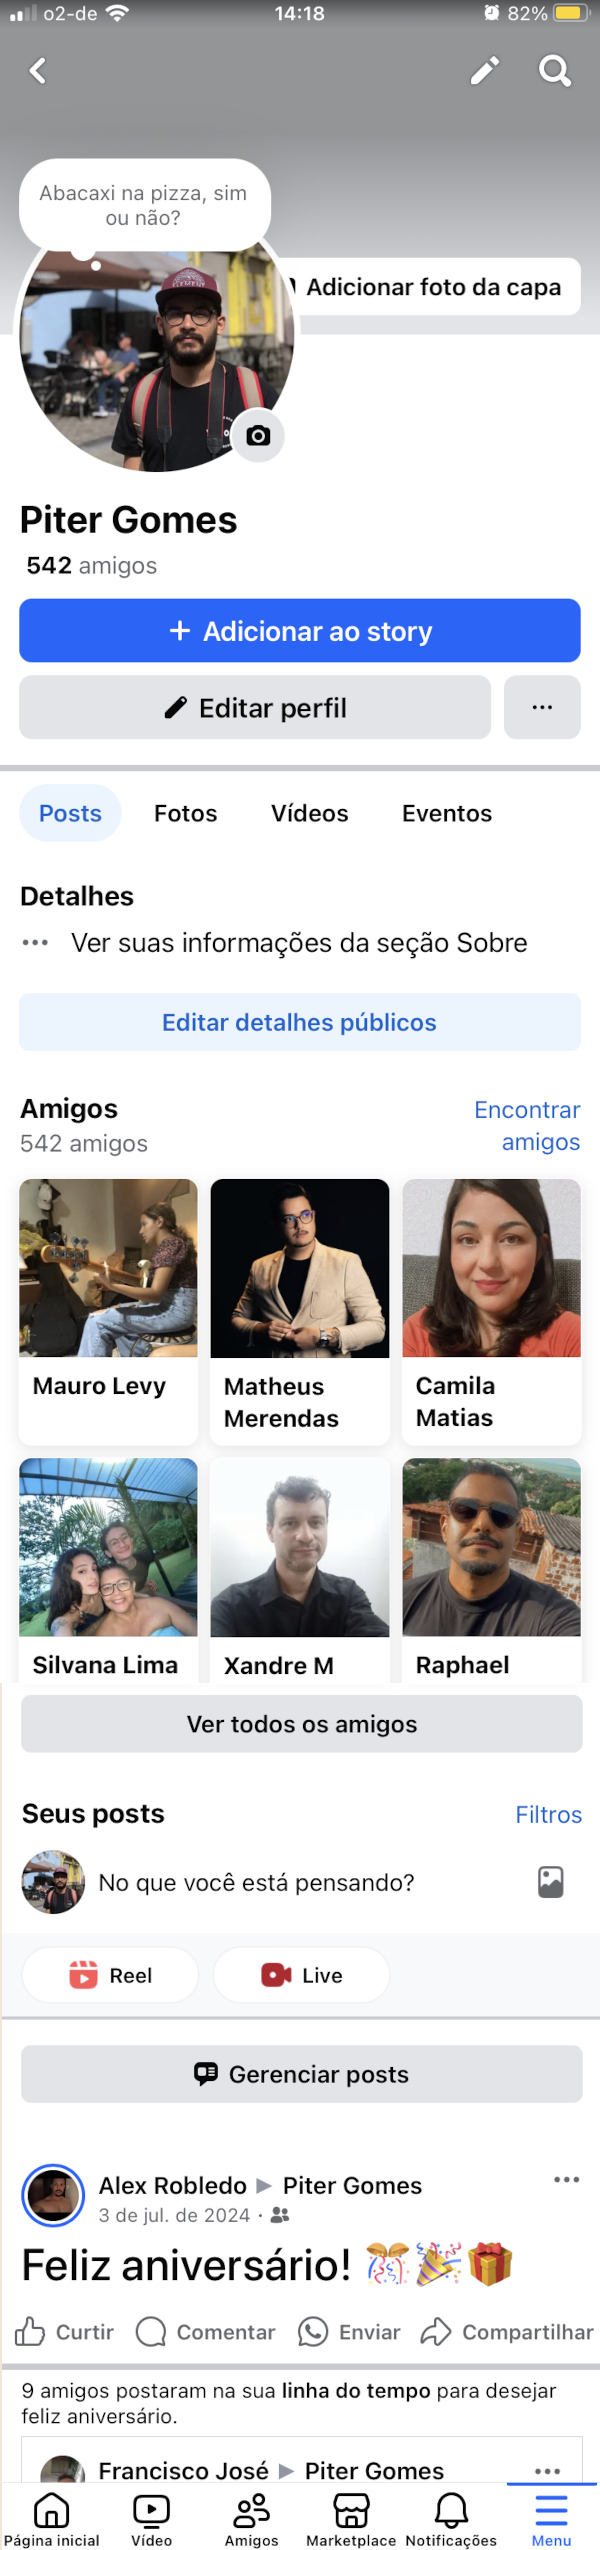 o2-de 14:18 82%
Abacaxi na pizza, sim
ou não?
Adicionar foto da capa
ELEMENT
Piter Gomes
542 amigos
+ Adicionar ao story
Editar perfil
...
Posts Fotos Vídeos Eventos
Detalhes
... Ver suas informações da seção Sobre
Editar detalhes públicos
Amigos
Encontrar
amigos
542 amigos
Mauro Levy
Matheus
Merendas
Camila
Matias
Silvana Lima
Xandre M
Raphael
Ver todos os amigos
Seus posts Filtros
No que você está pensando?
Reel Live
Gerenciar posts
Alex Robledo ▶ Piter Gomes ...
3 de jul. de 2024 ·
Feliz aniversário! 🎊🎉🎁
Curtir Comentar Enviar Compartilhar
9 amigos postaram na sua linha do tempo para desejar
feliz aniversário.
Francisco José ▶ Piter Gomes ...
Página inicial Vídeo Amigos Marketplace Notificações Menu